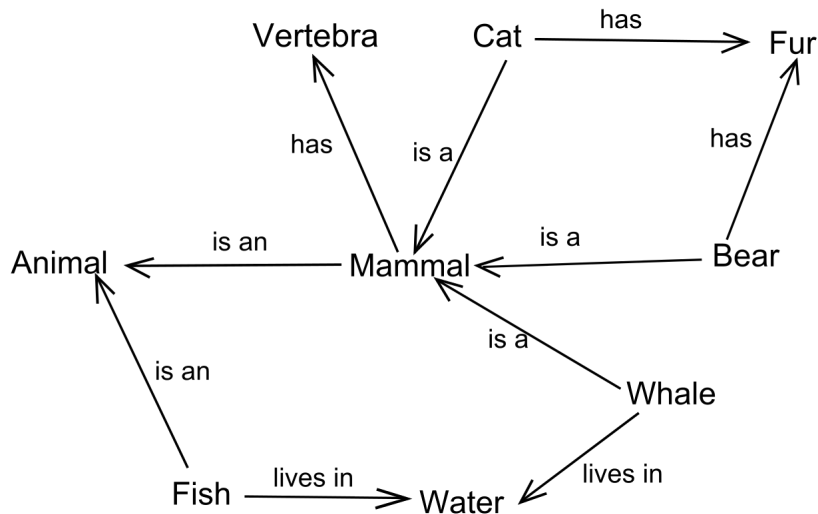 Vertebra
Cat
has
Fur
has
is a
has
Animal
is an
Mammal
is a
Bear
is an
is a
Whale
Fish
lives in
Water
lives in